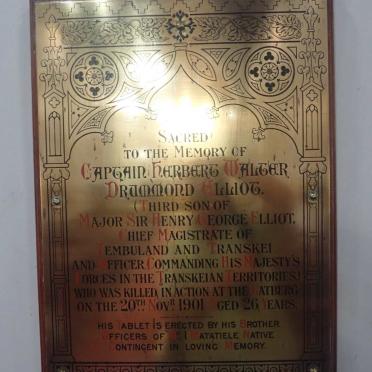 SACRED
TO THE MEMORY OF
CAPTAIN HERBERT WALTER
DRUMMOND ELLIOT.
(THIRD SON OF
MAJOR SIR HENRY GEORGE ELLIOT,
CHIEF MAGISTRATE OF
TEMBULAND AND TRANSKEI
AND OFFICER COMMANDING HIS MAJESTY'S
FORCES IN THE TRANSKEIAN TERRITORIES)
WHO WAS KILLED IN ACTION AT THE
ON THE 20TH NOVR 1901 AGED 26 YEARS.
THIS TABLET IS ERECTED BY HIS BROTHER
OFFICERS OF MATATIELE NATIVE
CONTINGENT IN LOVING MEMORY.